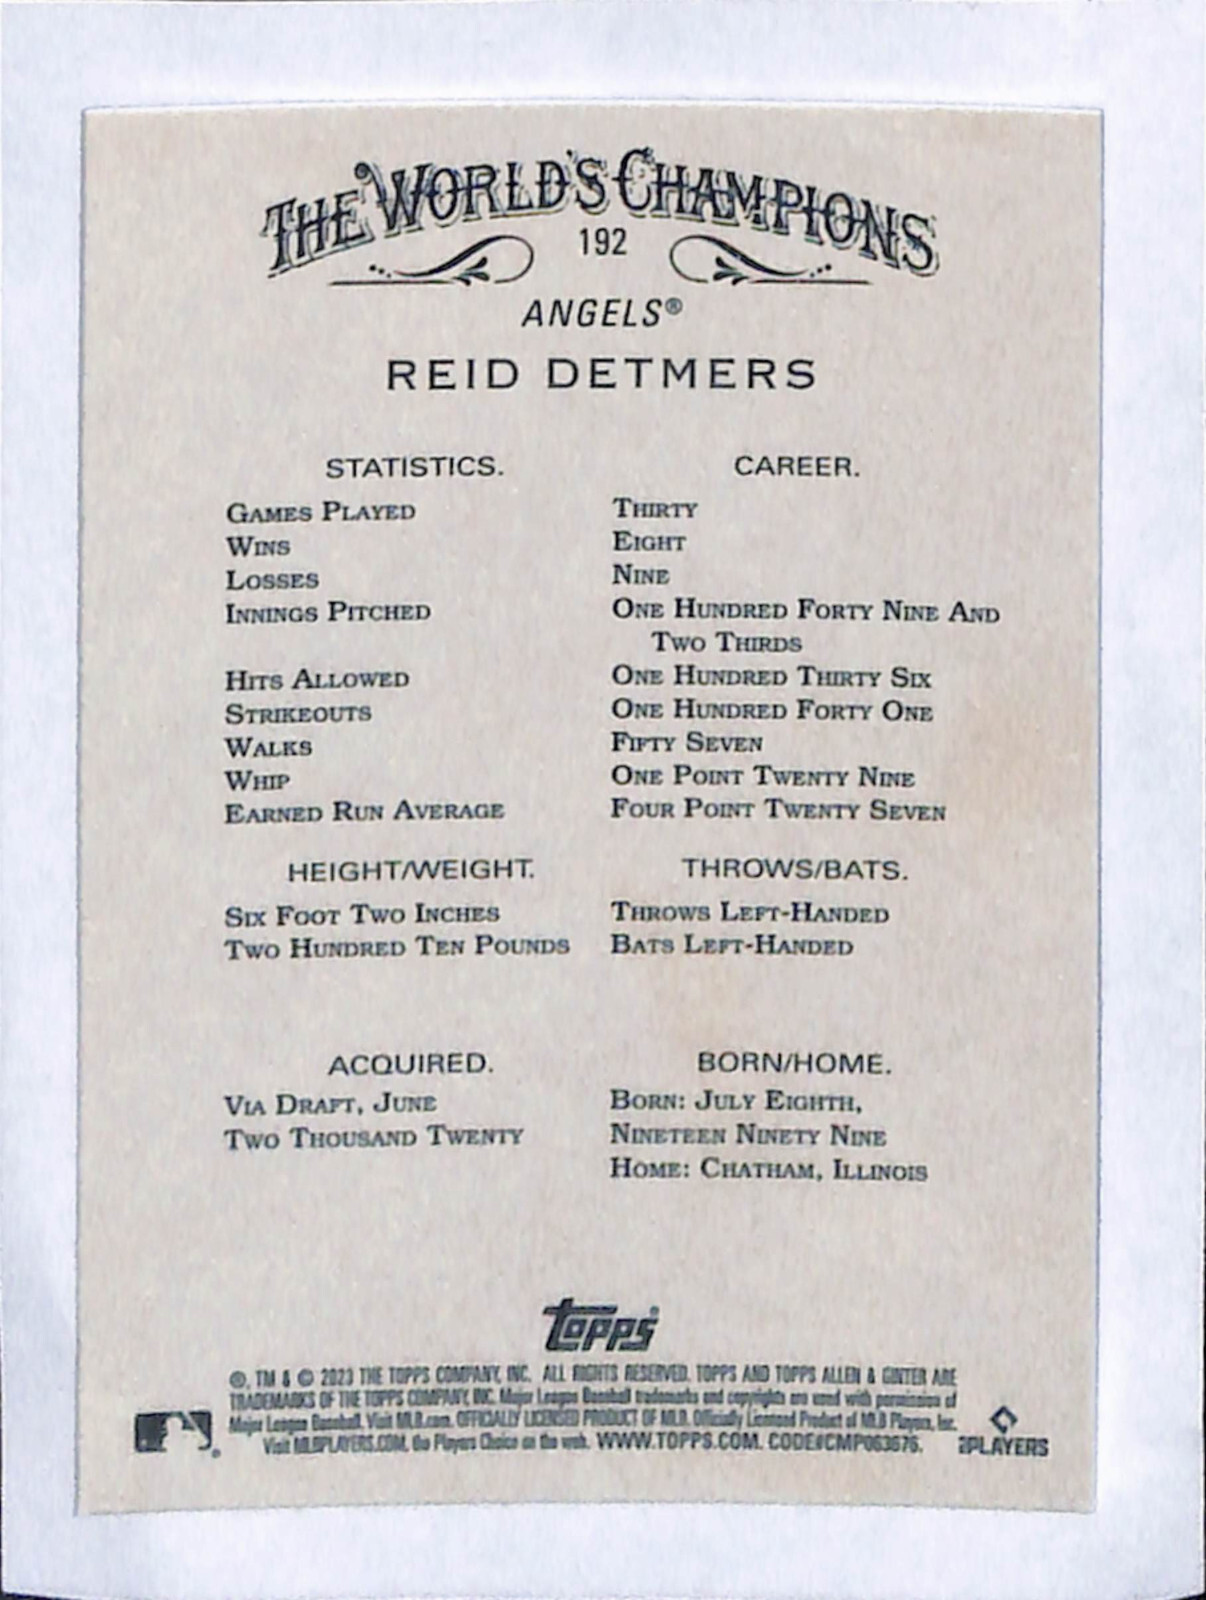 THE WORLD'S CHAMPIONS
192
ANGELS®
REID DETMERS
STATISTICS. CAREER.
GAMES PLAYED THIRTY
WINS EIGHT
LOSSES NINE
INNINGS PITCHED ONE HUNDRED FORTY NINE AND
TWO THIRDS
HITS ALLOWED ONE HUNDRED THIRTY SIX
STRIKEOUTS ONE HUNDRED FORTY ONE
WALKS FIFTY SEVEN
WHIP ONE POINT TWENTY NINE
EARNED RUN AVERAGE FOUR POINT TWENTY SEVEN
HEIGHT/WEIGHT. THROWS/BATS.
SIX FOOT TWO INCHES THROWS LEFT-HANDED
TWO HUNDRED TEN POUNDS BATS LEFT-HANDED
ACQUIRED. BORN/HOME.
VIA DRAFT, JUNE BORN: JULY EIGHTH,
TWO THOUSAND TWENTY NINETEEN NINETY NINE
HOME: CHATHAM, ILLINOIS
Topps
®, TM & © 2023 THE TOPPS COMPANY, INC. ALL RIGHTS RESERVED. TOPPS AND TOPPS ALLEN & GINTER ARE
TRADEMARKS OF THE TOPPS COMPANY, INC. Major League Baseball trademarks and copyrights are used with permission of
Major League Baseball. Visit MLB.com. OFFICIALLY LICENSED PRODUCT OF MLB. Officially Licensed Product of MLB Players, Inc.
Visit MLBPLAYERS.COM, the Players Choice on the web. WWW.TOPPS.COM. CODE#CMP063676.
PLAYERS